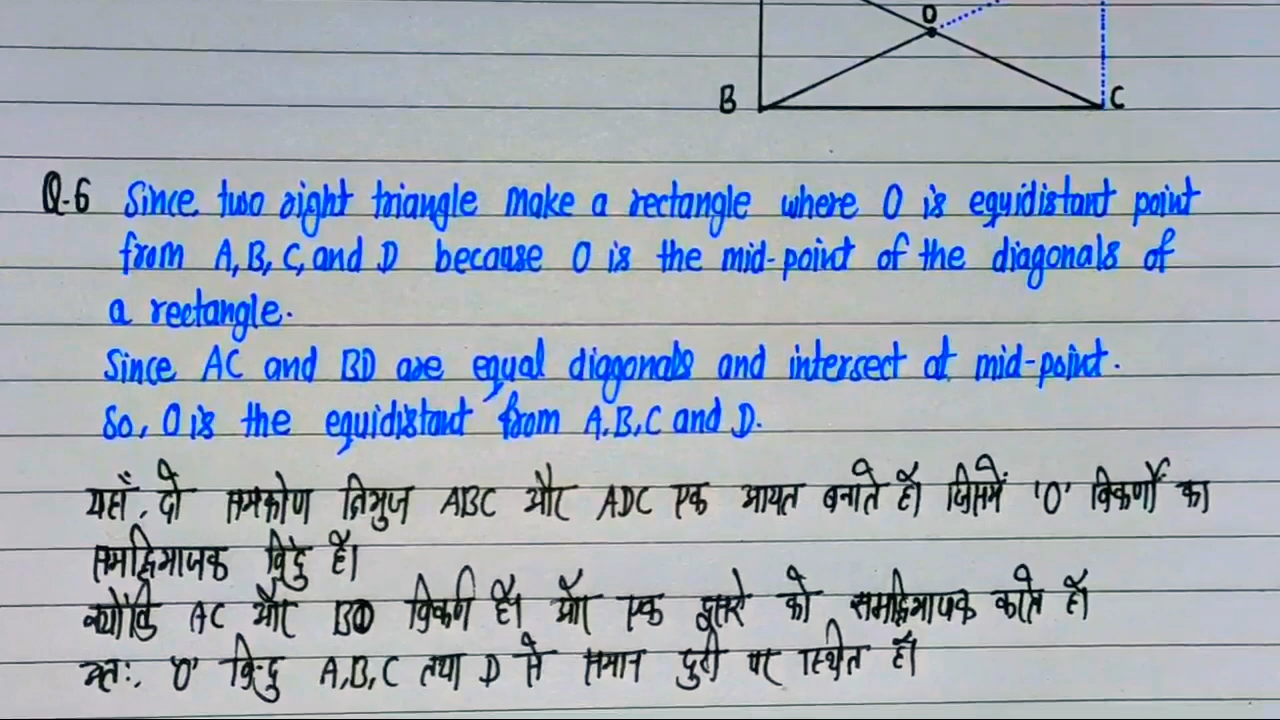 O
B
C
Q.6 Since two right triangle make a rectangle where O is equidistant point
from A, B, C, and D because O is the mid-point of the diagonals of
a rectangle.
Since AC and BD are equal diagonals and intersect at mid-point.
So, O is the equidistant from A,B,C and D.
यहाँ, दो समकोण त्रिभुज ABC और ADC एक आयत बनाते हैं। जिसमें 'O' विकर्णों का
समद्विभाजक बिंदु है।
क्योंकि AC और BD विकर्ण हैं। और एक दूसरे को समद्विभाजक करते हैं
अतः, 'O' बिन्दु A,B,C तथा D से समान दुरी पर स्थित है।